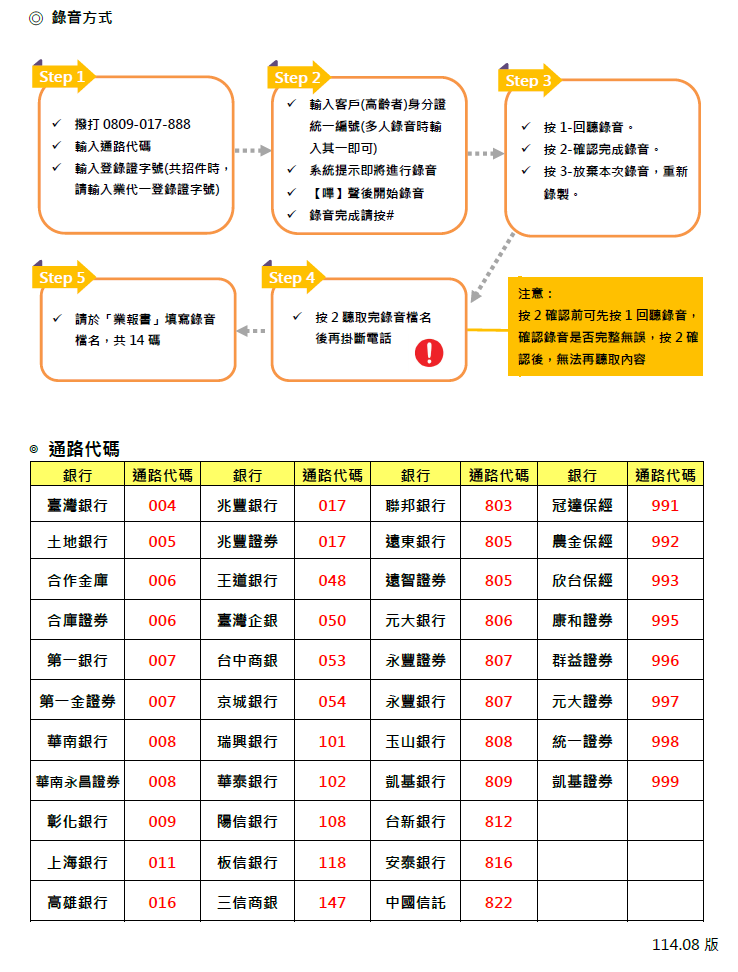 ◎ 錄音方式
Step 1
✓ 撥打 0809-017-888
✓ 輸入通路代碼
✓ 輸入登錄證字號(共招件時，
請輸入業代一登錄證字號)
Step 2
✓ 輸入客戶(高齡者)身分證
統一編號(多人錄音時輸
入其一即可)
✓ 系統提示即將進行錄音
✓ 【嗶】聲後開始錄音
✓ 錄音完成請按#
Step 3
✓ 按 1-回聽錄音。
✓ 按 2-確認完成錄音。
✓ 按 3-放棄本次錄音，重新
錄製。
Step 4
✓ 按 2 聽取完錄音檔名
後再掛斷電話
Step 5
✓ 請於「業報書」填寫錄音
檔名，共 14 碼
注意：
按 2 確認前可先按 1 回聽錄音，
確認錄音是否完整無誤，按 2 確
認後，無法再聽取內容
◎ 通路代碼
銀行 通路代碼 銀行 通路代碼 銀行 通路代碼 銀行 通路代碼
臺灣銀行 004 兆豐銀行 017 聯邦銀行 803 冠達保經 991
土地銀行 005 兆豐證券 017 遠東銀行 805 農金保經 992
合作金庫 006 王道銀行 048 遠智證券 805 欣台保經 993
合庫證券 006 臺灣企銀 050 元大銀行 806 康和證券 995
第一銀行 007 台中商銀 053 永豐證券 807 群益證券 996
第一金證券 007 京城銀行 054 永豐銀行 807 元大證券 997
華南銀行 008 瑞興銀行 101 玉山銀行 808 統一證券 998
華南永昌證券 008 華泰銀行 102 凱基銀行 809 凱基證券 999
彰化銀行 009 陽信銀行 108 台新銀行 812
上海銀行 011 板信銀行 118 安泰銀行 816
高雄銀行 016 三信商銀 147 中國信託 822
114.08 版